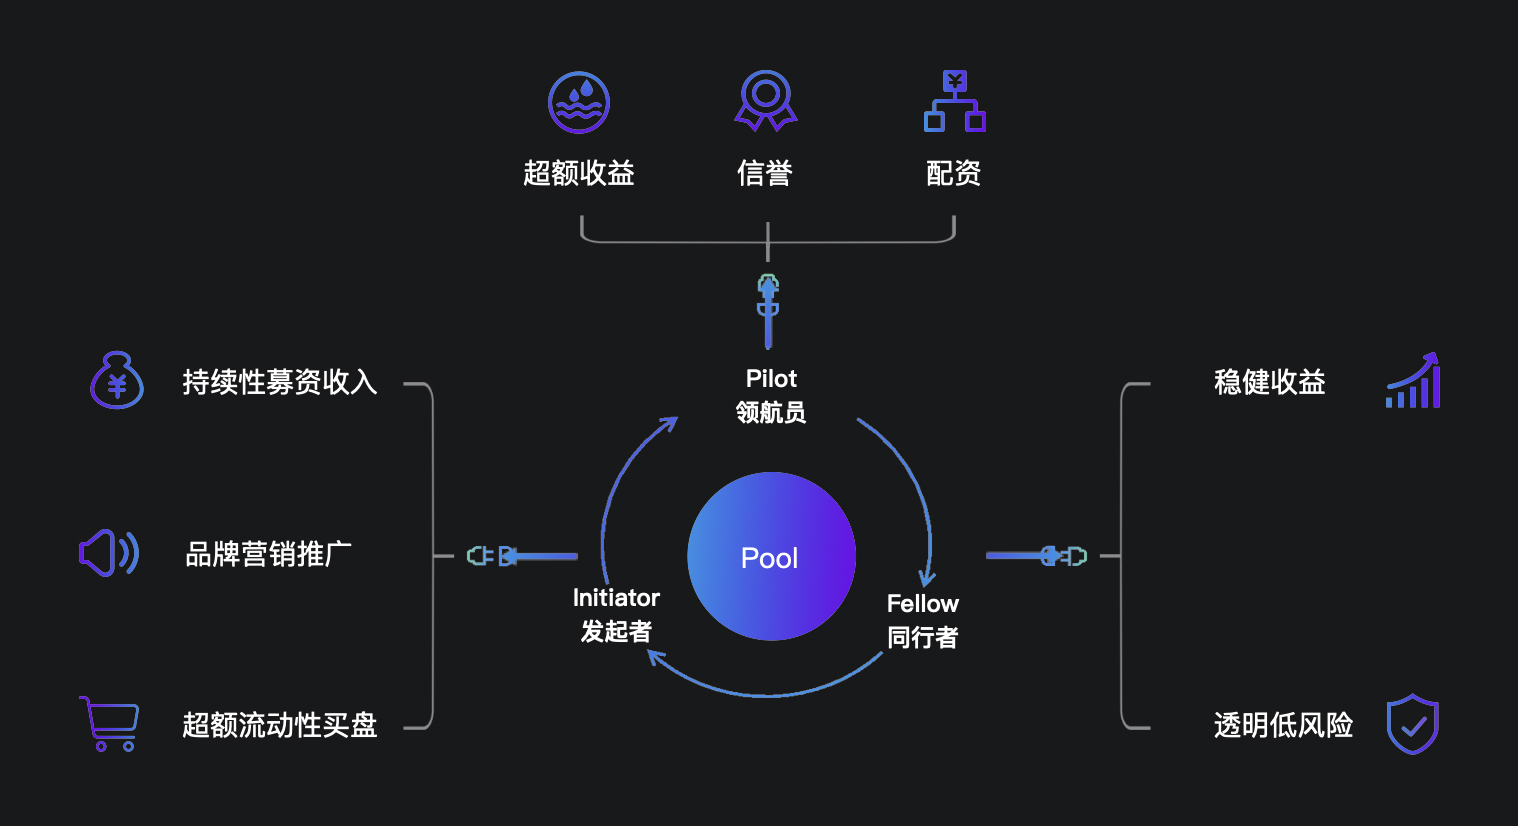 超额收益
信誉
配资
Pilot
领航员
持续性募资收入
稳健收益
品牌营销推广
Pool
Initiator
发起者
Fellow
同行者
超额流动性买盘
透明低风险